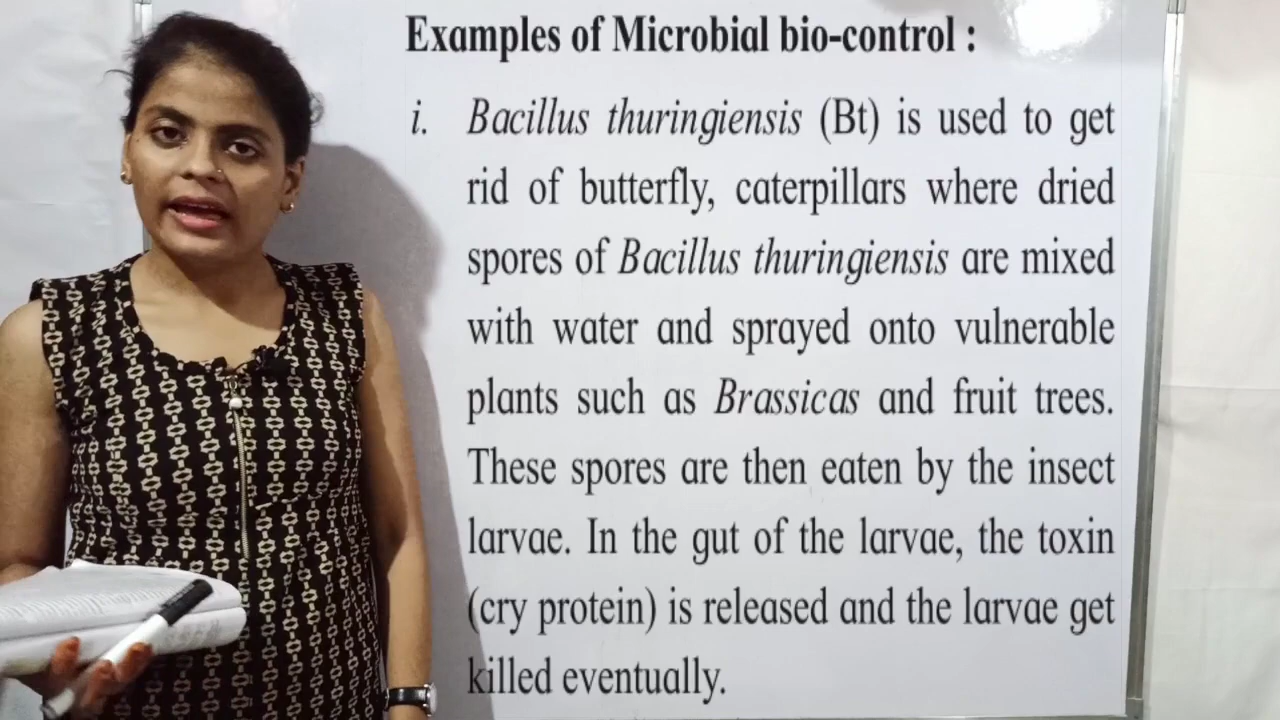 Examples of Microbial bio-control :
i. Bacillus thuringiensis (Bt) is used to get
rid of butterfly, caterpillars where dried
spores of Bacillus thuringiensis are mixed
with water and sprayed onto vulnerable
plants such as Brassicas and fruit trees.
These spores are then eaten by the insect
larvae. In the gut of the larvae, the toxin
(cry protein) is released and the larvae get
killed eventually.